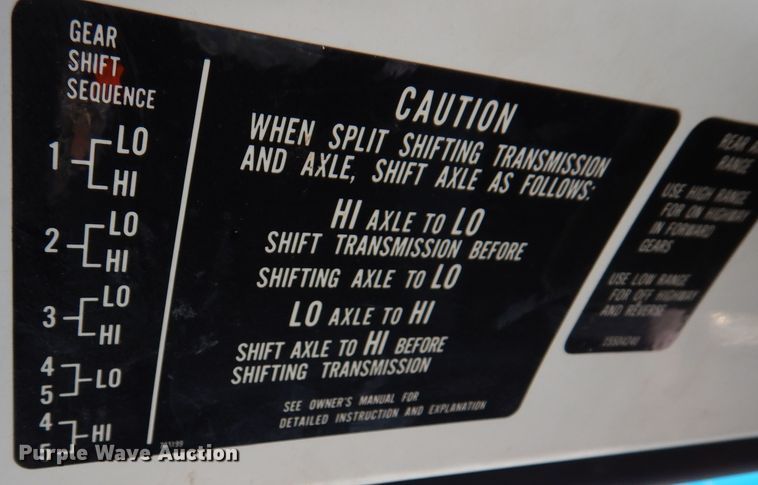 GEAR
SHIFT
SEQUENCE
1 LO
HI
2 LO
HI
3 LO
HI
4
5 LO
4
5 HI
CAUTION
WHEN SPLIT SHIFTING TRANSMISSION
AND AXLE, SHIFT AXLE AS FOLLOWS:
HI AXLE TO LO
SHIFT TRANSMISSION BEFORE
SHIFTING AXLE TO LO
LO AXLE TO HI
SHIFT AXLE TO HI BEFORE
SHIFTING TRANSMISSION
SEE OWNER'S MANUAL FOR
DETAILED INSTRUCTION AND EXPLANATION
REAR
RANGE
USE HIGH RANGE
FOR ON HIGHWAY
IN FORWARD
GEARS
USE LOW RANGE
FOR OFF HIGHWAY
AND REVERSE
Purple Wave Auction